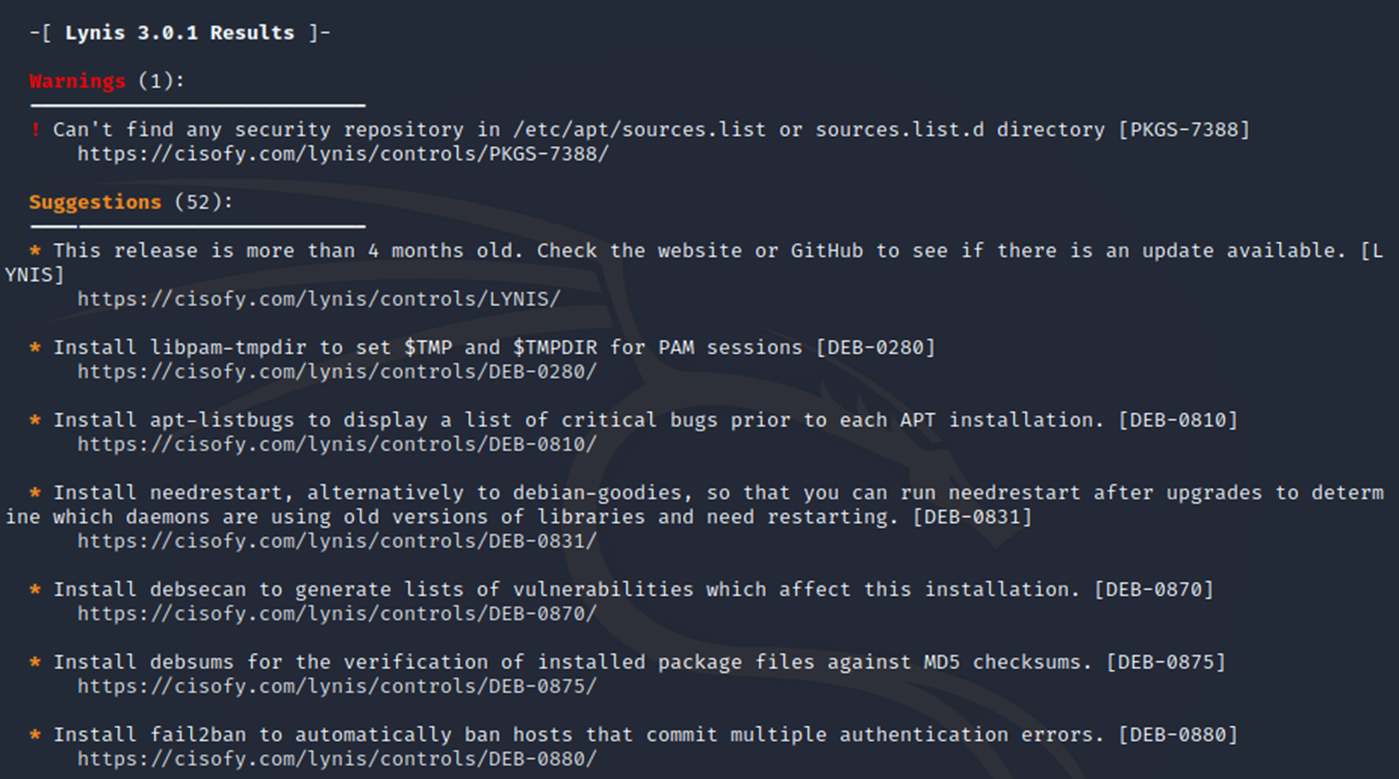 -[ Lynis 3.0.1 Results ]-
Warnings (1):
! Can't find any security repository in /etc/apt/sources.list or sources.list.d directory [PKGS-7388]
https://cisofy.com/lynis/controls/PKGS-7388/
Suggestions (52):
* This release is more than 4 months old. Check the website or GitHub to see if there is an update available. [L
YNIS]
https://cisofy.com/lynis/controls/LYNIS/
* Install libpam-tmpdir to set $TMP and $TMPDIR for PAM sessions [DEB-0280]
https://cisofy.com/lynis/controls/DEB-0280/
* Install apt-listbugs to display a list of critical bugs prior to each APT installation. [DEB-0810]
https://cisofy.com/lynis/controls/DEB-0810/
* Install needrestart, alternatively to debian-goodies, so that you can run needrestart after upgrades to determ
ine which daemons are using old versions of libraries and need restarting. [DEB-0831]
https://cisofy.com/lynis/controls/DEB-0831/
* Install debsecan to generate lists of vulnerabilities which affect this installation. [DEB-0870]
https://cisofy.com/lynis/controls/DEB-0870/
* Install debsums for the verification of installed package files against MD5 checksums. [DEB-0875]
https://cisofy.com/lynis/controls/DEB-0875/
* Install fail2ban to automatically ban hosts that commit multiple authentication errors. [DEB-0880]
https://cisofy.com/lynis/controls/DEB-0880/